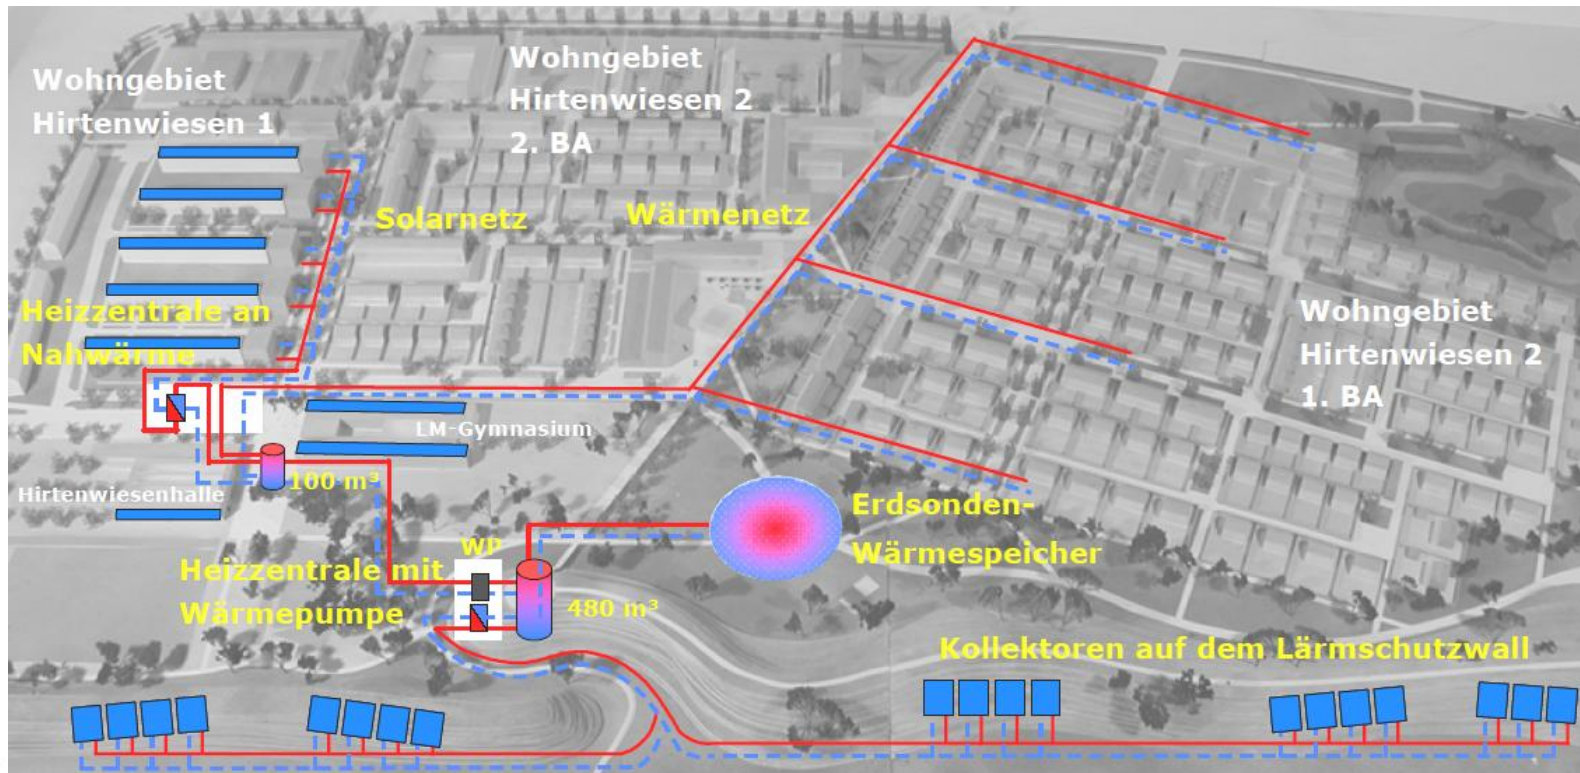 Wohngebiet
Hirtenwiesen 1
Wohngebiet
Hirtenwiesen 2
2. BA
Solarnetz
Wärmenetz
Heizzentrale an
Nahwärme
Wohngebiet
Hirtenwiesen 2
1. BA
LM-Gymnasium
100 m³
Hirtenwiesenhalle
Erdsonden-
Wärmespeicher
WP
Heizzentrale mit
Wärmepumpe
480 m³
Kollektoren auf dem Lärmschutzwall